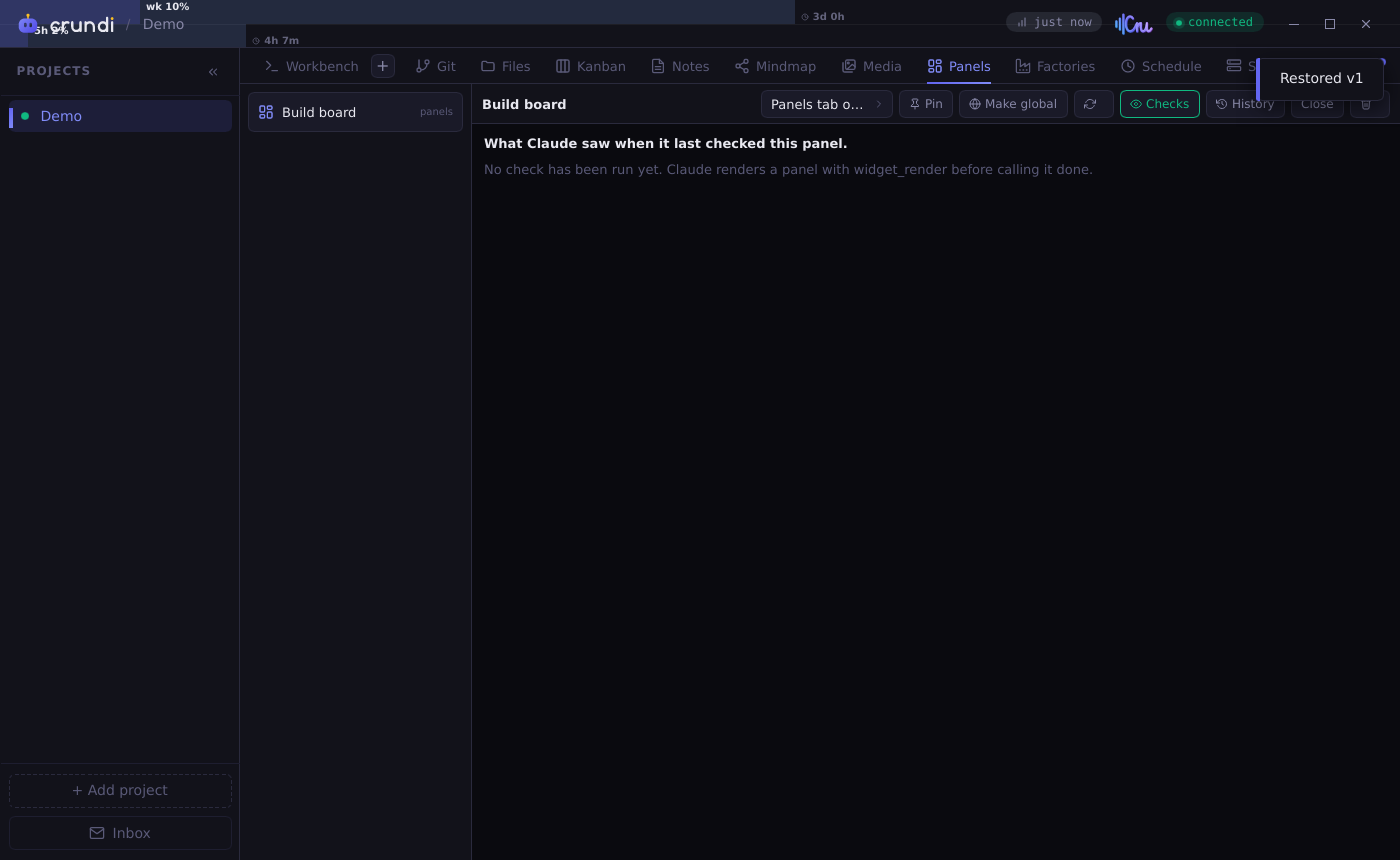 wk 10%
3d 0h
crundi / Demo
5h 2%
4h 7m
just now
Cru
connected
PROJECTS
Workbench
Git
Files
Kanban
Notes
Mindmap
Media
Panels
Factories
Schedule
Restored v1
Demo
Build board
panels
Build board
Panels tab o...
Pin
Make global
Checks
History
Close
What Claude saw when it last checked this panel.
No check has been run yet. Claude renders a panel with widget_render before calling it done.
+ Add project
Inbox